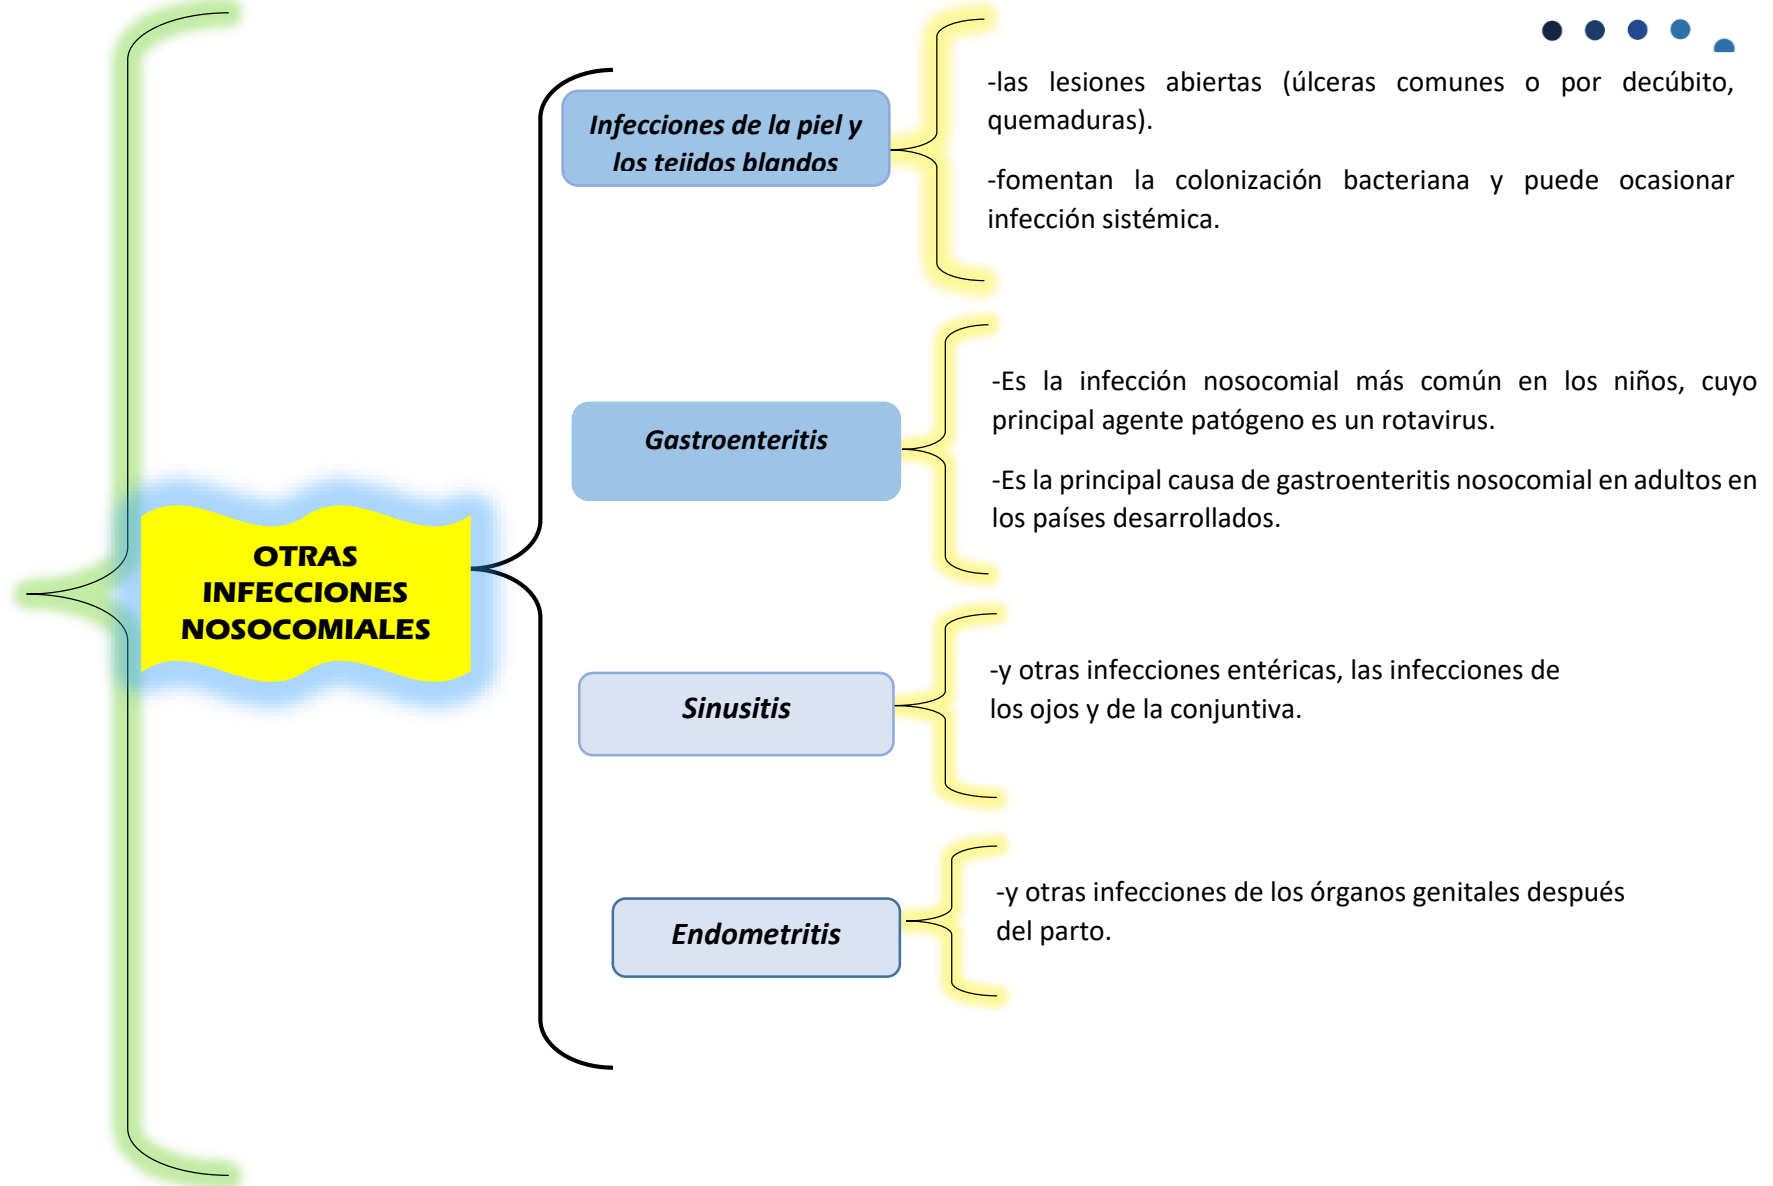 OTRAS
INFECCIONES
NOSOCOMIALES
Infecciones de la piel y
los tejidos blandos
-las lesiones abiertas (úlceras comunes o por decúbito,
quemaduras).
-fomentan la colonización bacteriana y puede ocasionar
infección sistémica.
Gastroenteritis
-Es la infección nosocomial más común en los niños, cuyo
principal agente patógeno es un rotavirus.
-Es la principal causa de gastroenteritis nosocomial en adultos en
los países desarrollados.
Sinusitis
-y otras infecciones entéricas, las infecciones de
los ojos y de la conjuntiva.
Endometritis
-y otras infecciones de los órganos genitales después
del parto.